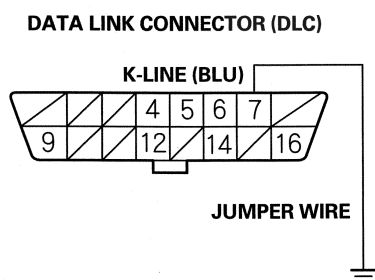 DATA LINK CONNECTOR (DLC)
K-LINE (BLU)
4 5 6 7
9 12 14 16
JUMPER WIRE